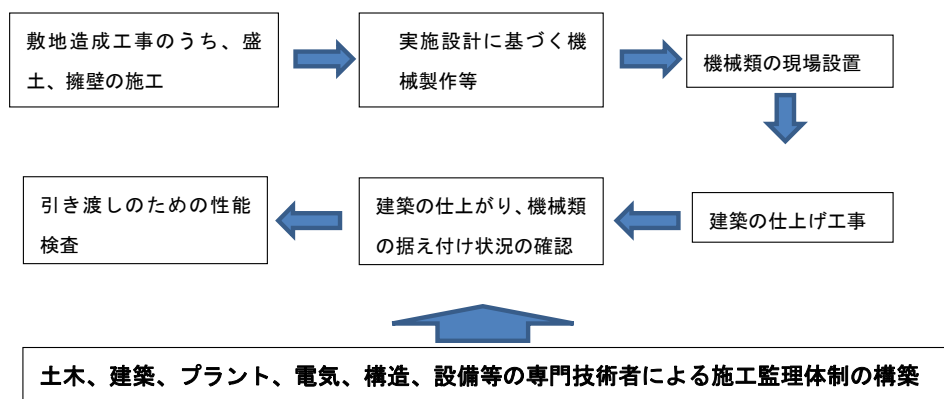 敷地造成工事のうち、盛
土、擁壁の施工
実施設計に基づく機
械製作等
機械類の現場設置
建築の仕上げ工事
建築の仕上がり、機械類
の据え付け状況の確認
引き渡しのための性能
検査
土木、建築、プラント、電気、構造、設備等の専門技術者による施工監理体制の構築